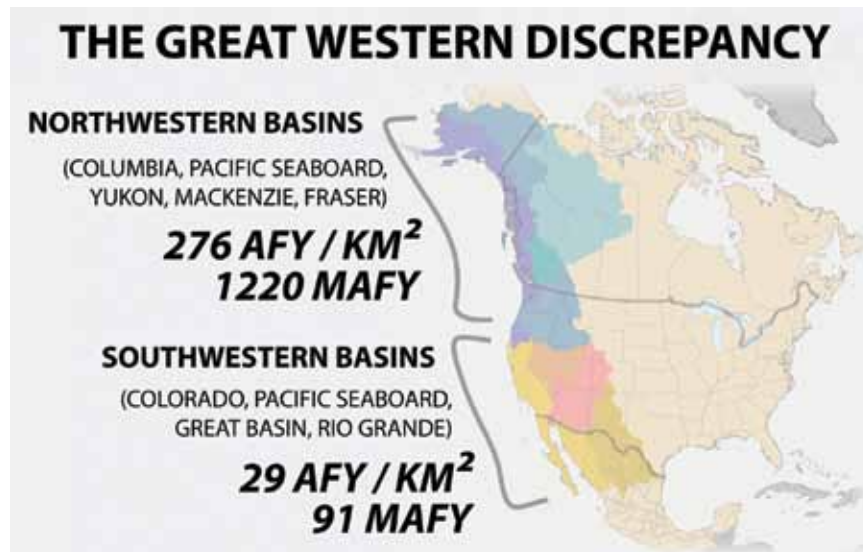 THE GREAT WESTERN DISCREPANCY
NORTHWESTERN BASINS
(COLUMBIA, PACIFIC SEABOARD,
YUKON, MACKENZIE, FRASER)
276 AFY / KM²
1220 MAFY
SOUTHWESTERN BASINS
(COLORADO, PACIFIC SEABOARD,
GREAT BASIN, RIO GRANDE)
29 AFY / KM²
91 MAFY